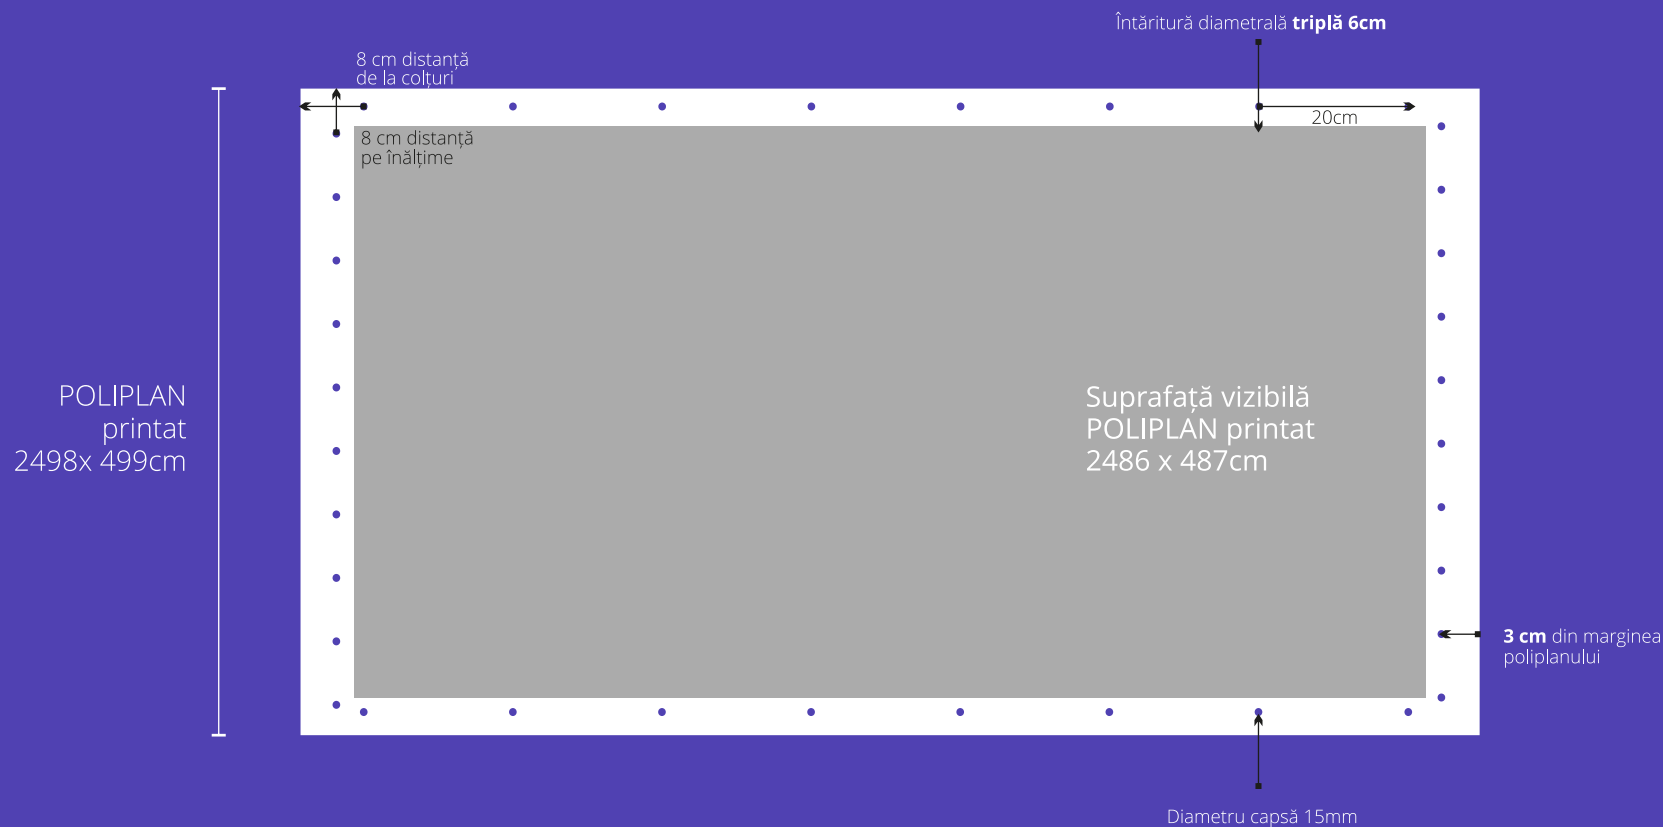 Întăritură diametrală triplă 6cm
8 cm distanță
de la colțuri
20cm
8 cm distanță
pe înălțime
POLIPLAN
printat
2498x 499cm
Suprafață vizibilă
POLIPLAN printat
2486 x 487cm
3 cm din marginea
poliplanului
Diametru capsă 15mm